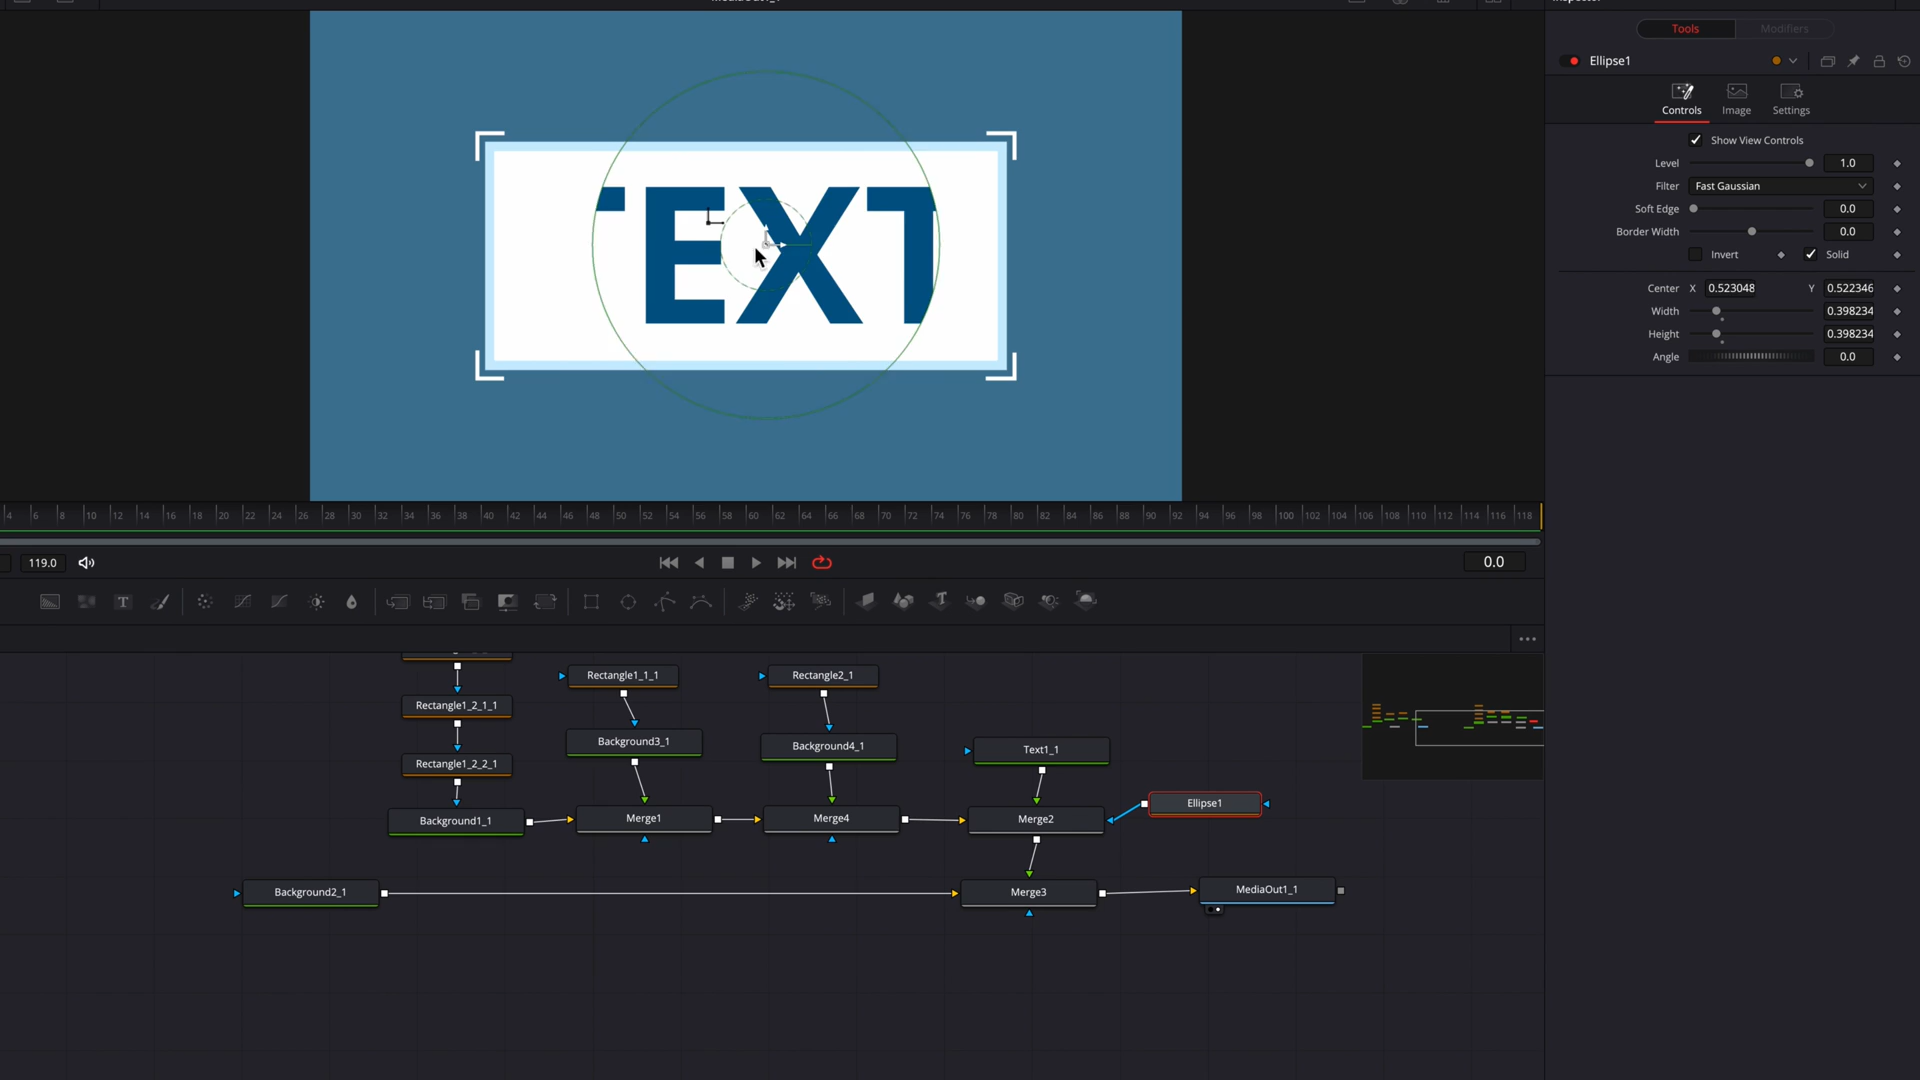 Tools
Modifiers
Ellipse1
Controls
Image
Settings
Show View Controls
Level 1.0
Filter Fast Gaussian
Soft Edge 0.0
Border Width 0.0
Invert Solid
Center X 0.523048 Y 0.522346
Width 0.398234
Height 0.398234
Angle 0.0
TEXT
4 6 8 10 12 14 16 18 20 22 24 26 28 30 32 34 36 38 40 42 44 46 48 50 52 54 56 58 60 62 64 66 68 70 72 74 76 78 80 82 84 86 88 90 92 94 96 98 100 102 104 106 108 110 112 114 116 118
119.0
0.0
Rectangle1_1_1
Rectangle2_1
Rectangle1_2_1_1
Background3_1
Background4_1
Text1_1
Rectangle1_2_2_1
Ellipse1
Background1_1
Merge1
Merge4
Merge2
Background2_1
Merge3
MediaOut1_1